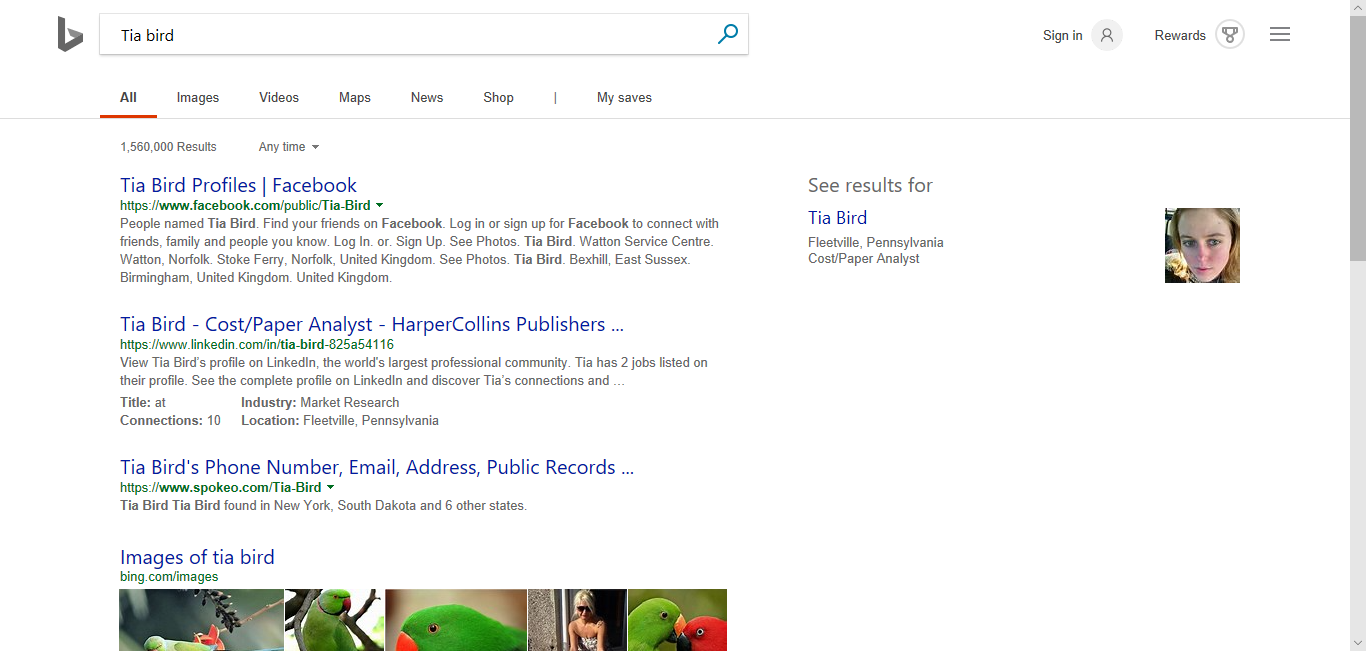 Tia bird
Sign in
Rewards
All
Images
Videos
Maps
News
Shop
|
My saves
1,560,000 Results
Any time
Tia Bird Profiles | Facebook
https://www.facebook.com/public/Tia-Bird
People named Tia Bird. Find your friends on Facebook. Log in or sign up for Facebook to connect with
friends, family and people you know. Log In. or. Sign Up. See Photos. Tia Bird. Watton Service Centre.
Watton, Norfolk. Stoke Ferry, Norfolk, United Kingdom. See Photos. Tia Bird. Bexhill, East Sussex.
Birmingham, United Kingdom. United Kingdom.
Tia Bird - Cost/Paper Analyst - HarperCollins Publishers ...
https://www.linkedin.com/in/tia-bird-825a54116
View Tia Bird's profile on LinkedIn, the world's largest professional community. Tia has 2 jobs listed on
their profile. See the complete profile on LinkedIn and discover Tia's connections and …
Title: at Industry: Market Research
Connections: 10 Location: Fleetville, Pennsylvania
Tia Bird's Phone Number, Email, Address, Public Records ...
https://www.spokeo.com/Tia-Bird
Tia Bird Tia Bird found in New York, South Dakota and 6 other states.
Images of tia bird
bing.com/images
See results for
Tia Bird
Fleetville, Pennsylvania
Cost/Paper Analyst